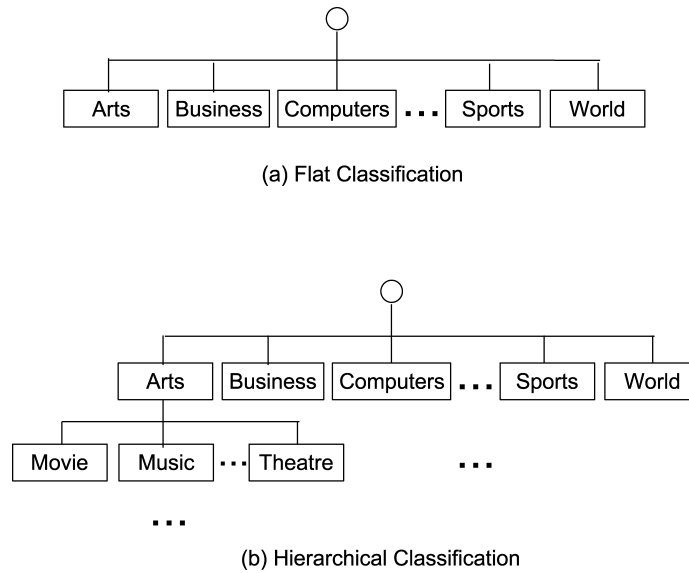 Arts Business Computers ... Sports World
(a) Flat Classification
Arts Business Computers ... Sports World
Movie Music ... Theatre ...
...
(b) Hierarchical Classification